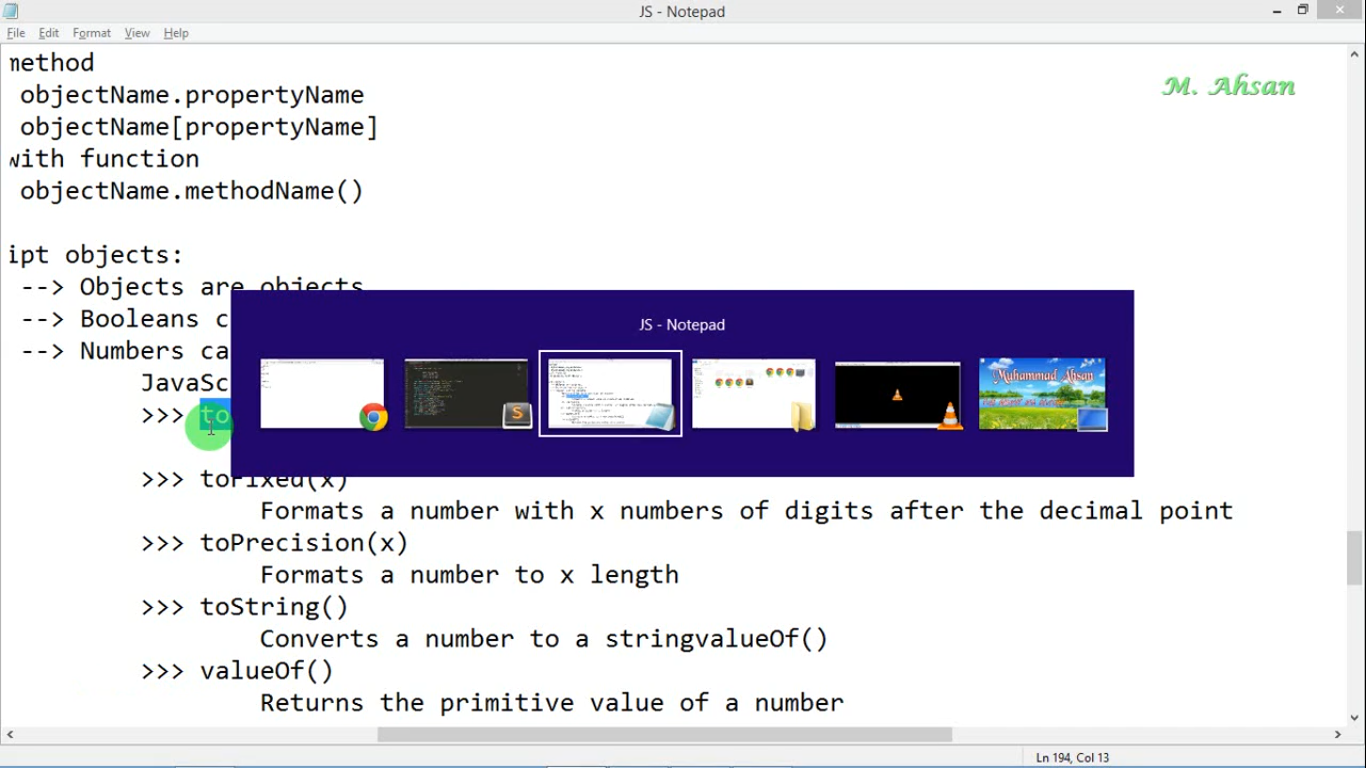 JS - Notepad
File Edit Format View Help
M. Ahsan
method
objectName.propertyName
objectName[propertyName]
with function
objectName.methodName()
ipt objects:
--> Objects are objects
--> Booleans c
--> Numbers ca
JavaSc
>>> to
JS - Notepad
Muhammad Ahsan
>>> toFixed(x)
Formats a number with x numbers of digits after the decimal point
>>> toPrecision(x)
Formats a number to x length
>>> toString()
Converts a number to a stringvalueOf()
>>> valueOf()
Returns the primitive value of a number
Ln 194, Col 13